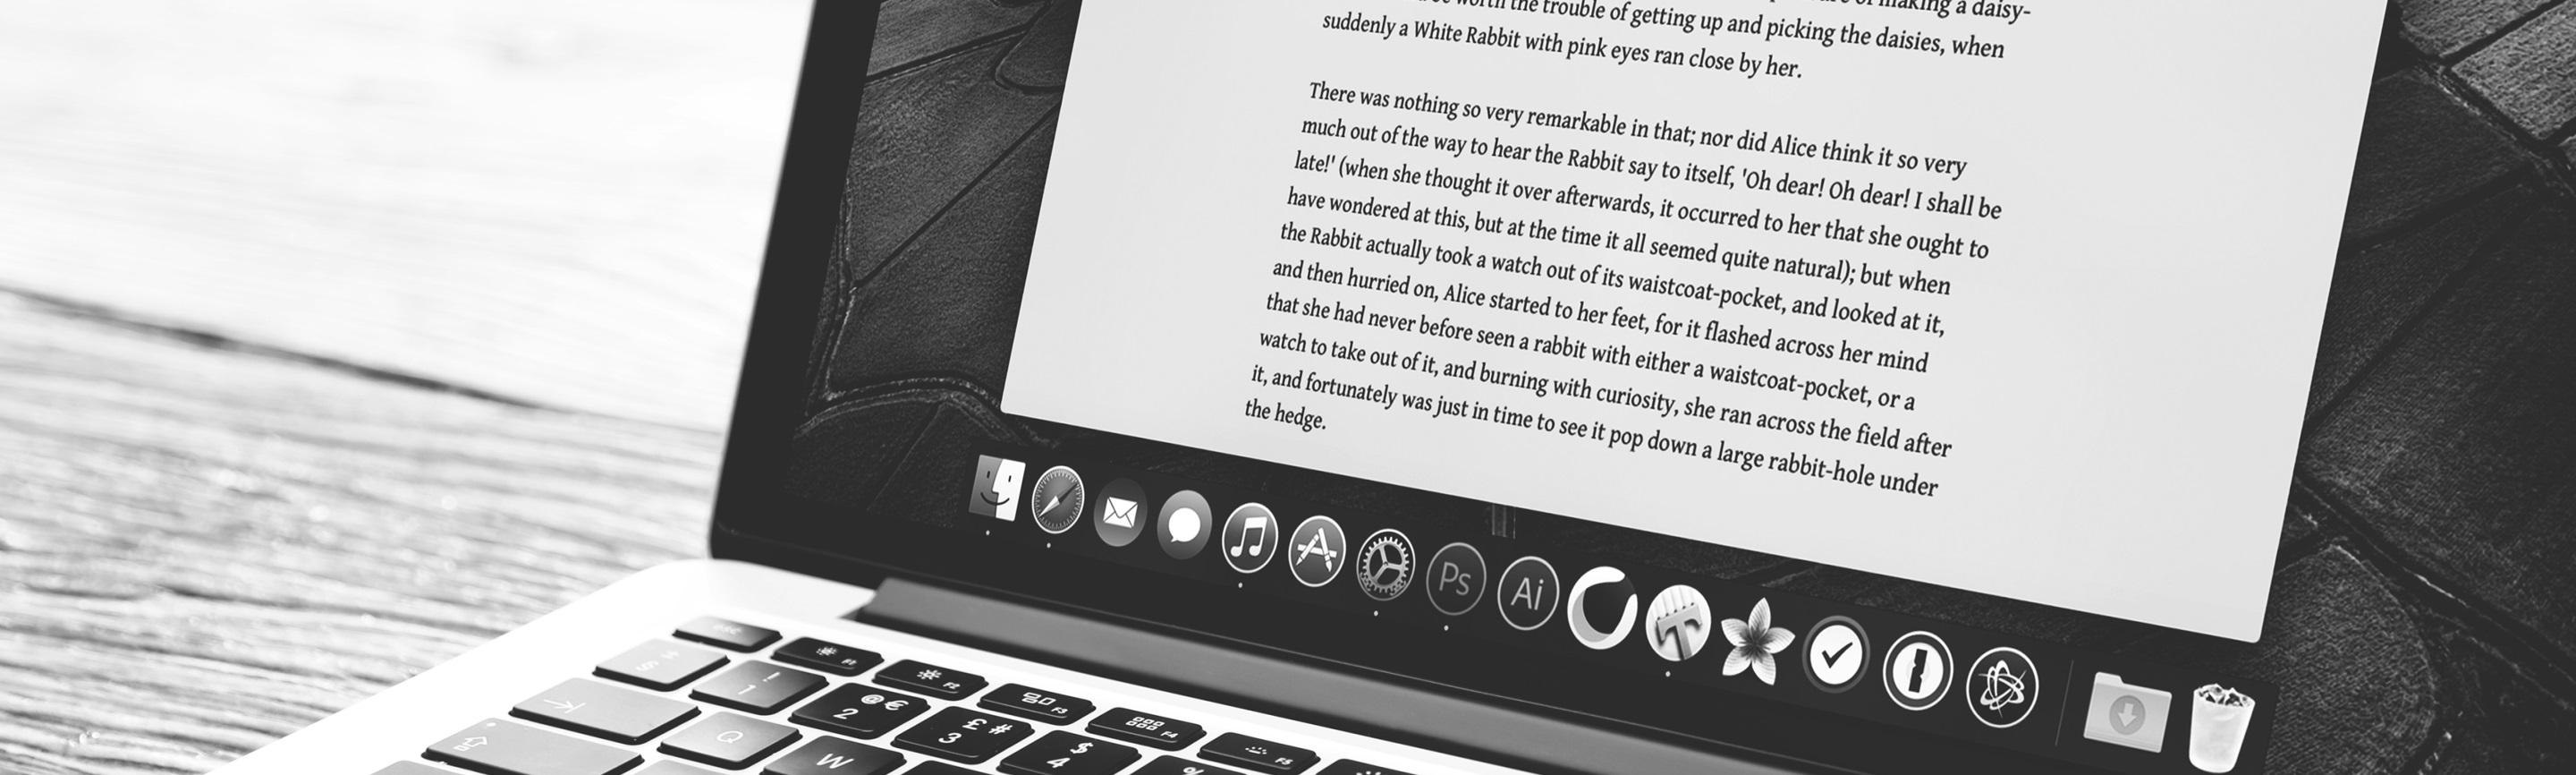 making a daisy-
worth the trouble of getting up and picking the daisies, when
suddenly a White Rabbit with pink eyes ran close by her.
There was nothing so very remarkable in that; nor did Alice think it so very
much out of the way to hear the Rabbit say to itself, 'Oh dear! Oh dear! I shall be
late!' (when she thought it over afterwards, it occurred to her that she ought to
have wondered at this, but at the time it all seemed quite natural); but when
the Rabbit actually took a watch out of its waistcoat-pocket, and looked at it,
and then hurried on, Alice started to her feet, for it flashed across her mind
that she had never before seen a rabbit with either a waistcoat-pocket, or a
watch to take out of it, and burning with curiosity, she ran across the field after
it, and fortunately was just in time to see it pop down a large rabbit-hole under
the hedge.
Ps Ai
esc F1 F2 F3 F4 F5
§ ± ! 1 @ € 2 £ # 3 $ 4 %
Q W